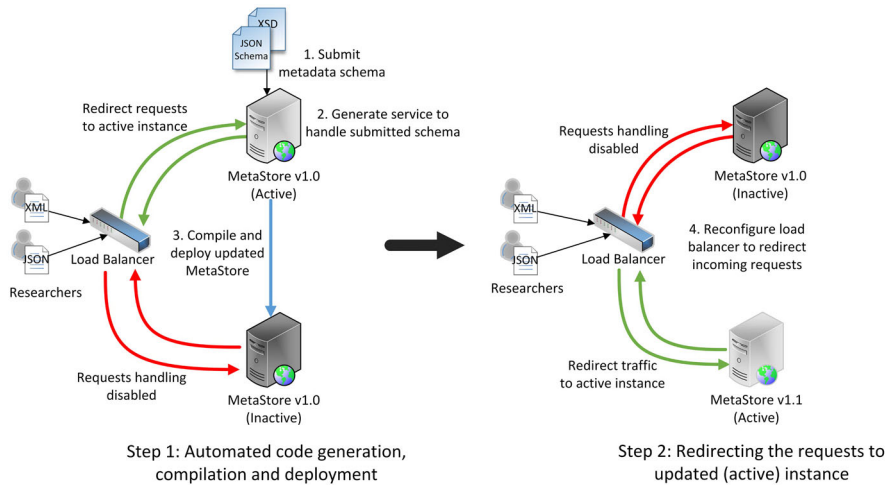 XSD
JSON
Schema
1. Submit
metadata schema
Redirect requests
to active instance
2. Generate service to
handle submitted schema
MetaStore v1.0
(Active)
XML
JSON
Researchers
Load Balancer
3. Compile and
deploy updated
MetaStore
Requests handling
disabled
MetaStore v1.0
(Inactive)
Step 1: Automated code generation,
compilation and deployment
Requests handling
disabled
MetaStore v1.0
(Inactive)
XML
JSON
Researchers
Load Balancer
4. Reconfigure load
balancer to redirect
incoming requests
Redirect traffic
to active instance
MetaStore v1.1
(Active)
Step 2: Redirecting the requests to
updated (active) instance